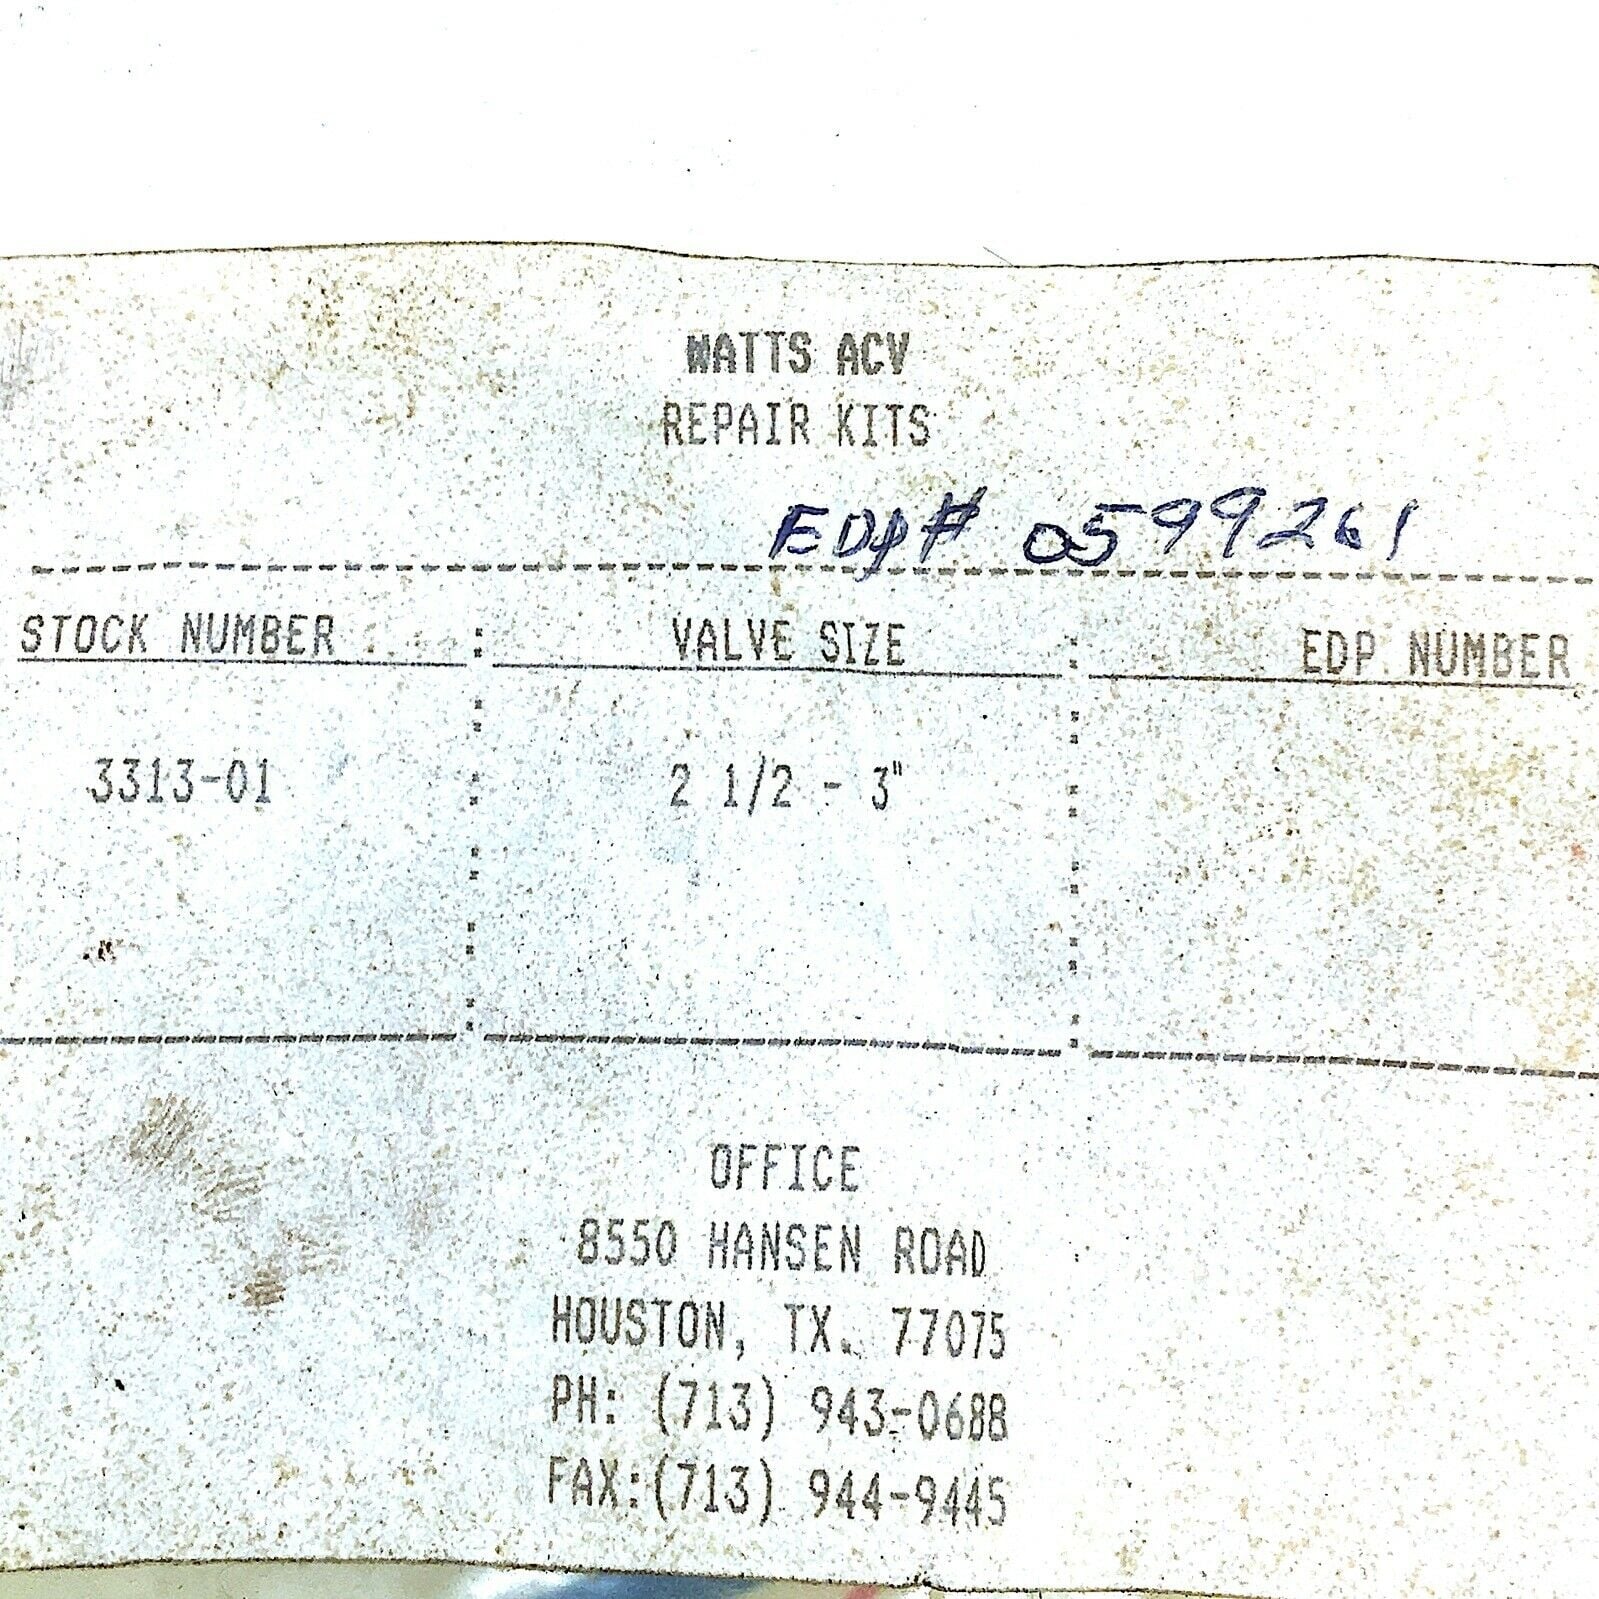 WATTS ACV
REPAIR KITS
EDP# 0599261
STOCK NUMBER VALVE SIZE EDP NUMBER
3313-01 2 1/2 - 3"
OFFICE
8550 HANSEN ROAD
HOUSTON, TX. 77075
PH: (713) 943-0688
FAX:(713) 944-9445